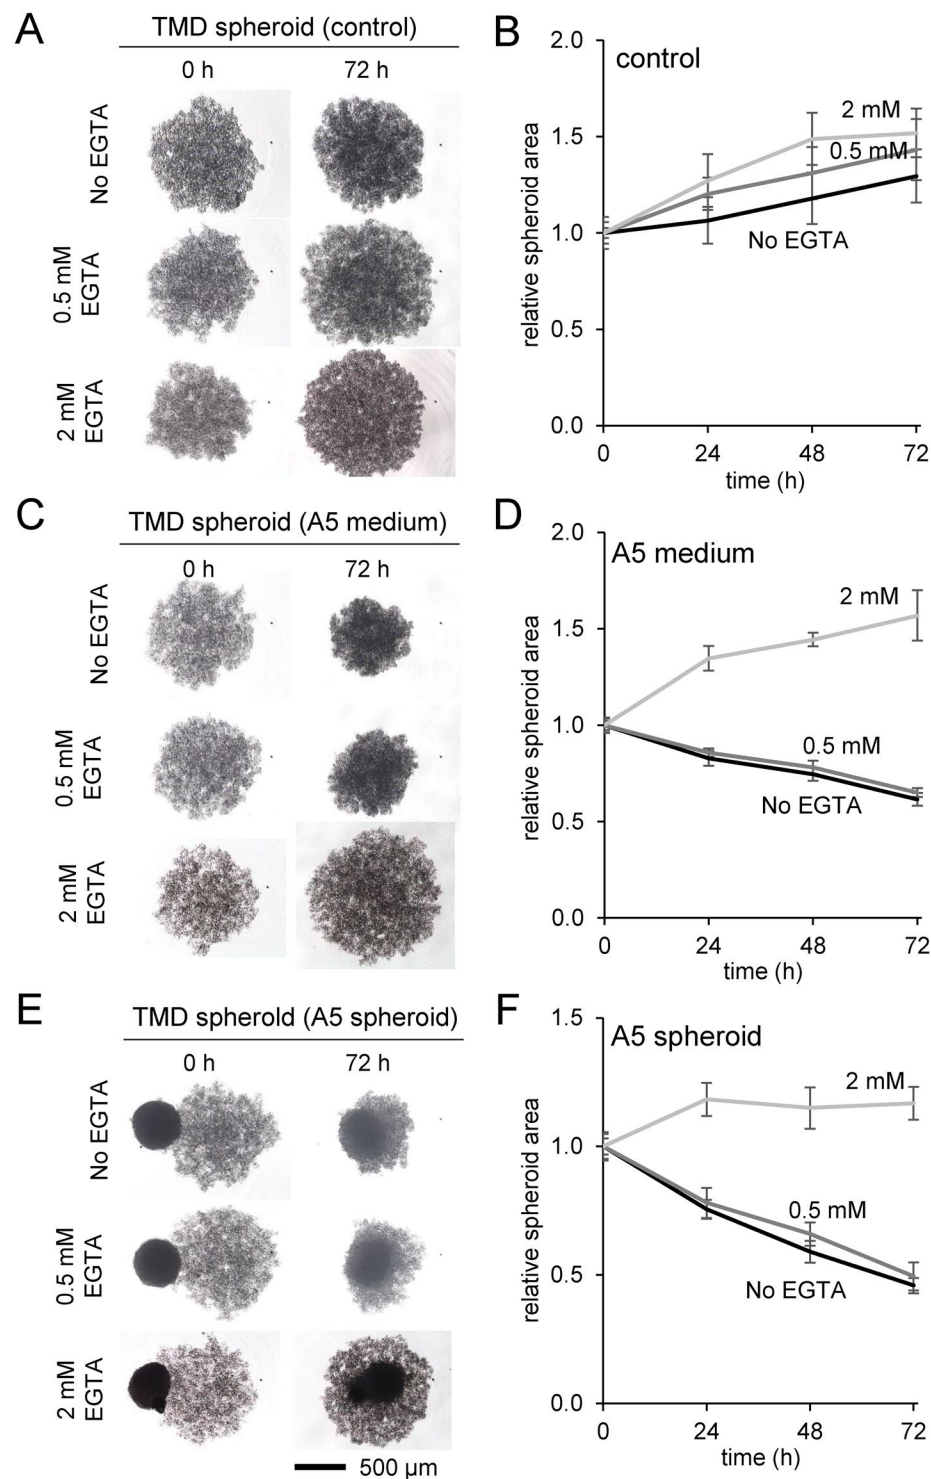 A
TMD spheroid (control)
0 h
72 h
No EGTA
0.5 mM
EGTA
2 mM
EGTA
B
control
2.0
1.5
1.0
0.5
0.0
relative spheroid area
2 mM
0.5 mM
No EGTA
0
24
48
72
time (h)
C
TMD spheroid (A5 medium)
0 h
72 h
No EGTA
0.5 mM
EGTA
2 mM
EGTA
D
A5 medium
2.0
1.5
1.0
0.5
0.0
relative spheroid area
2 mM
0.5 mM
No EGTA
0
24
48
72
time (h)
E
TMD spherold (A5 spheroid)
0 h
72 h
No EGTA
0.5 mM
EGTA
2 mM
EGTA
500 µm
F
A5 spheroid
1.5
1.0
0.5
0.0
relative spheroid area
2 mM
0.5 mM
No EGTA
0
24
48
72
time (h)